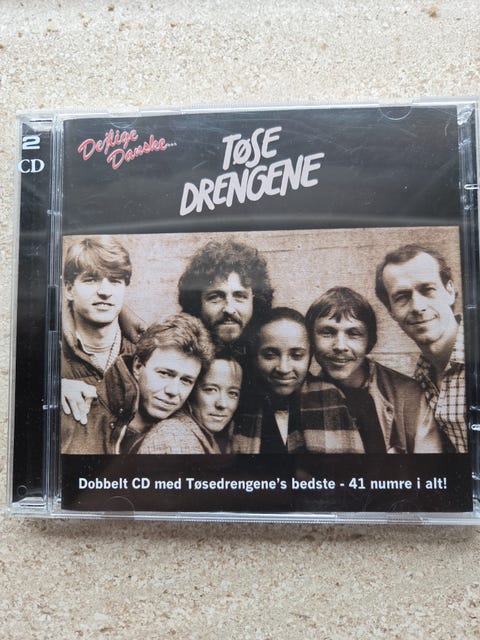 2
CD
Dejlige
Danske...
TØSE
DRENGENE
Dobbelt CD med Tøsedrengene's bedste - 41 numre i alt!